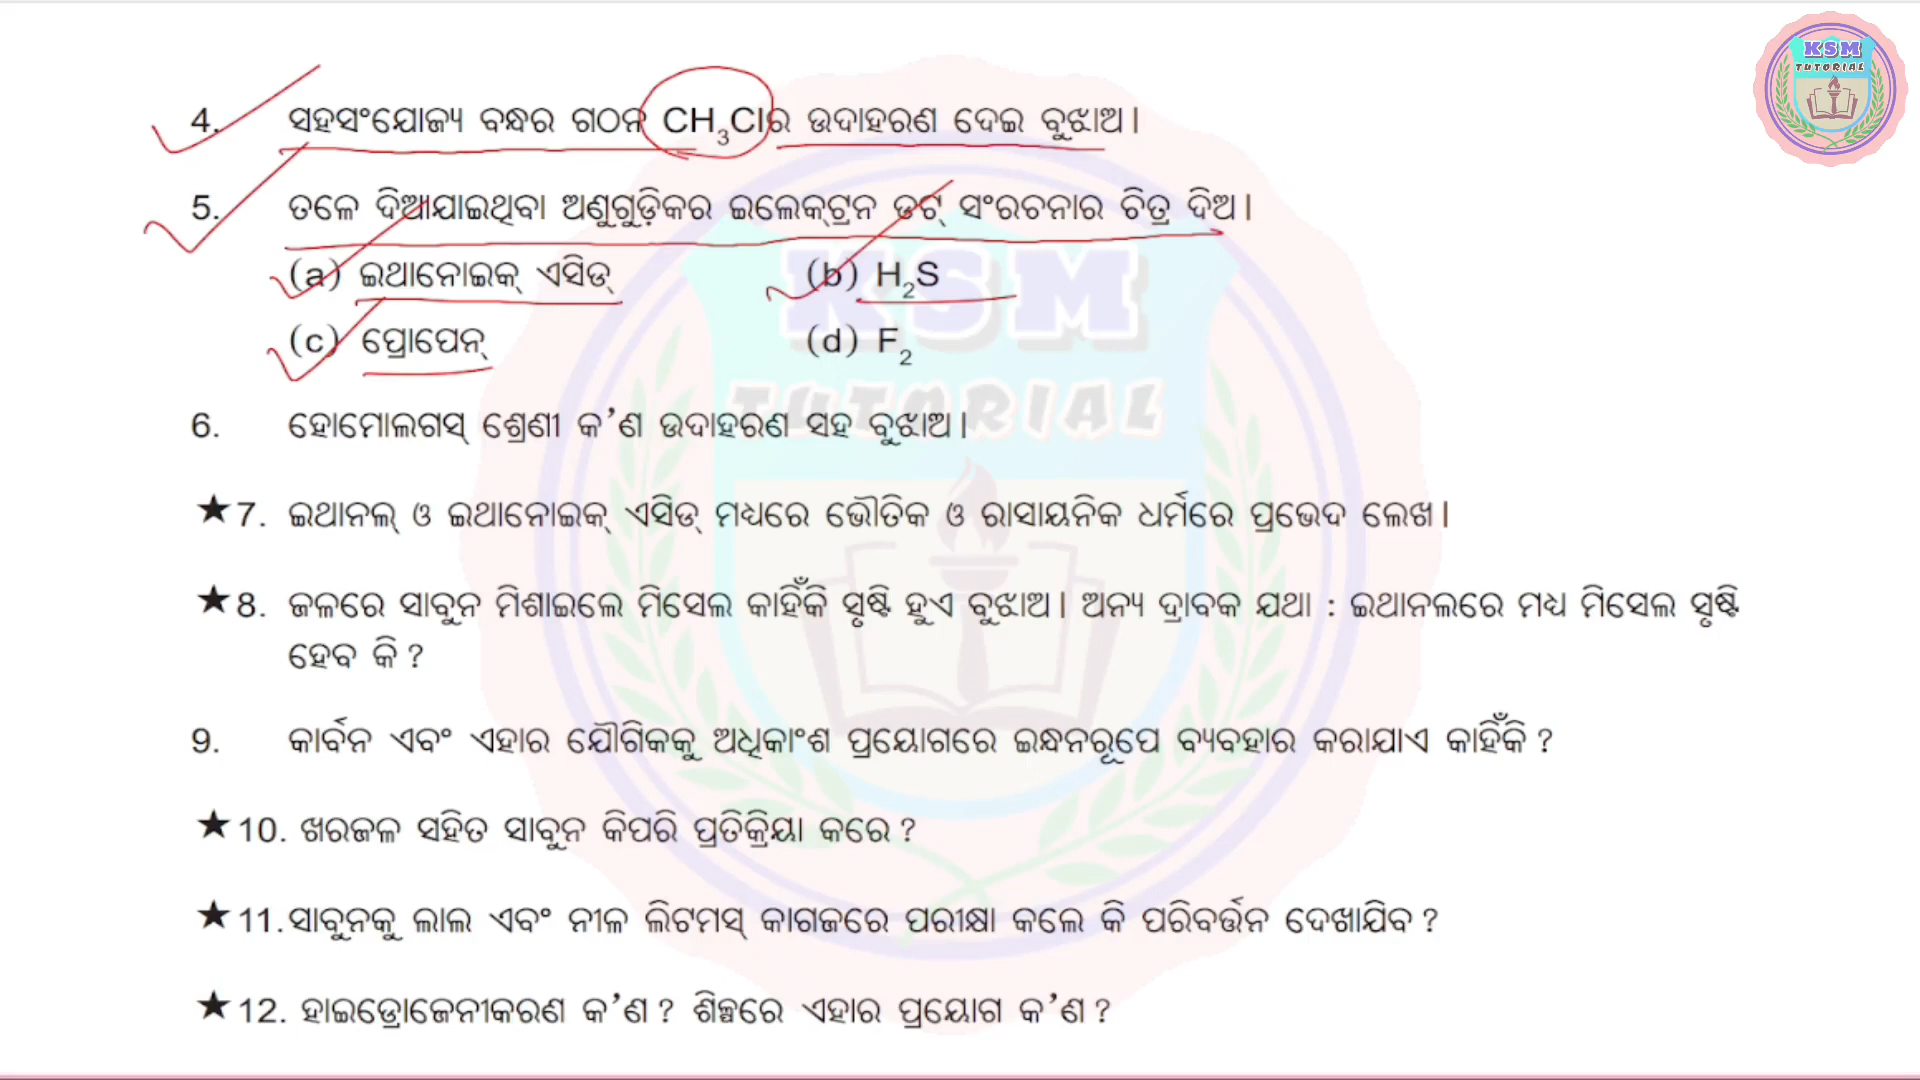 KSM
TUTORIAL
4. ସହସଂଯୋଜ୍ୟ ବନ୍ଧର ଗଠନ CH3Clର ଉଦାହରଣ ଦେଇ ବୁଝାଅ।
5. ତଳେ ଦିଆଯାଇଥିବା ଅଣୁଗୁଡ଼ିକର ଇଲେକ୍ଟ୍ରନ ଡଟ୍ ସଂରଚନାର ଚିତ୍ର ଦିଅ।
(a) ଇଥାନୋଇକ୍ ଏସିଡ୍ (b) H2S
(c) ପ୍ରୋପେନ୍ (d) F2
KSM
TUTORIAL
6. ହୋମୋଲଗସ୍ ଶ୍ରେଣୀ କ’ଣ ଉଦାହରଣ ସହ ବୁଝାଅ।
★7. ଇଥାନଲ୍ ଓ ଇଥାନୋଇକ୍ ଏସିଡ୍ ମଧ୍ୟରେ ଭୌତିକ ଓ ରାସାୟନିକ ଧର୍ମରେ ପ୍ରଭେଦ ଲେଖ।
★8. ଜଳରେ ସାବୁନ ମିଶାଇଲେ ମିସେଲ କାହିଁକି ସୃଷ୍ଟି ହୁଏ ବୁଝାଅ। ଅନ୍ୟ ଦ୍ରାବକ ଯଥା : ଇଥାନଲରେ ମଧ୍ୟ ମିସେଲ ସୃଷ୍ଟି
ହେବ କି ?
9. କାର୍ବନ ଏବଂ ଏହାର ଯୌଗିକକୁ ଅଧିକାଂଶ ପ୍ରୟୋଗରେ ଇନ୍ଧନରୂପେ ବ୍ୟବହାର କରାଯାଏ କାହିଁକି ?
★10. ଖରଜଳ ସହିତ ସାବୁନ କିପରି ପ୍ରତିକ୍ରିୟା କରେ ?
★11. ସାବୁନକୁ ଲାଲ ଏବଂ ନୀଳ ଲିଟମସ୍ କାଗଜରେ ପରୀକ୍ଷା କଲେ କି ପରିବର୍ତ୍ତନ ଦେଖାଯିବ ?
★12. ହାଇଡ୍ରୋଜେନୀକରଣ କ’ଣ ? ଶିଳ୍ପରେ ଏହାର ପ୍ରୟୋଗ କ’ଣ ?